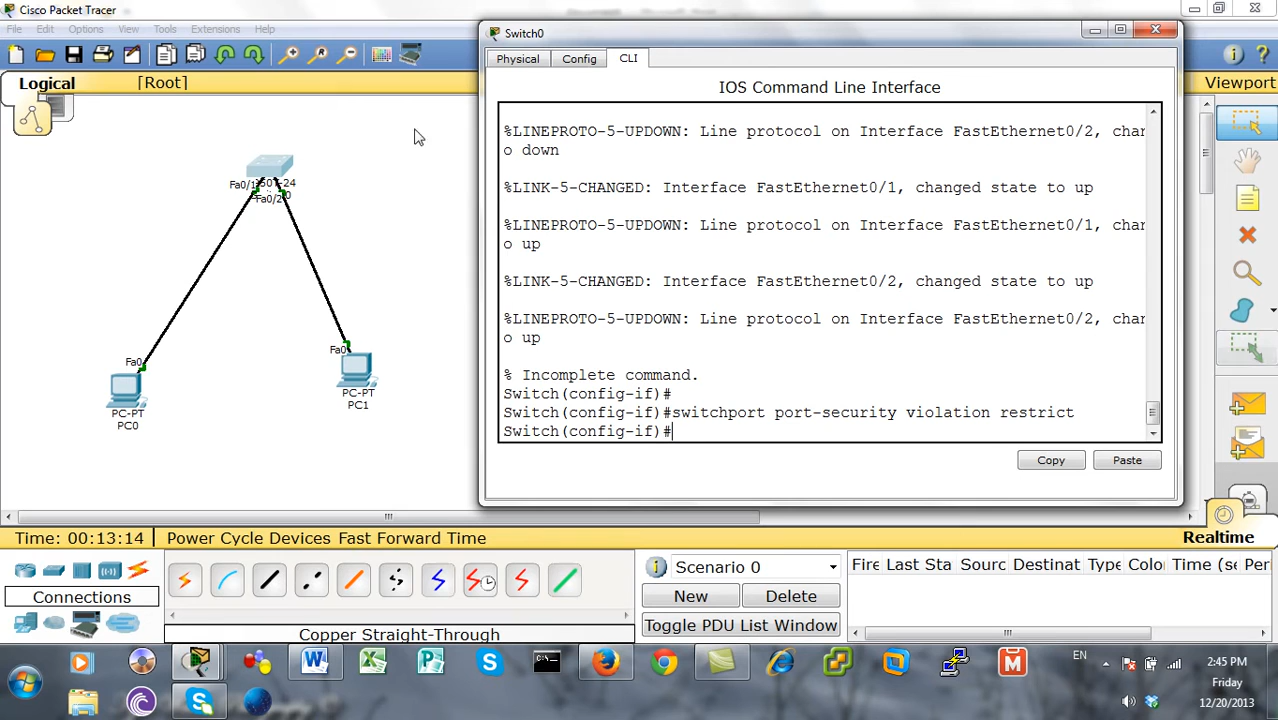 Cisco Packet Tracer
File Edit Options View Tools Extensions Help
Logical [Root] Viewport
Switch0
Physical Config CLI
IOS Command Line Interface
%LINEPROTO-5-UPDOWN: Line protocol on Interface FastEthernet0/2, chan
o down
%LINK-5-CHANGED: Interface FastEthernet0/1, changed state to up
%LINEPROTO-5-UPDOWN: Line protocol on Interface FastEthernet0/1, chan
o up
%LINK-5-CHANGED: Interface FastEthernet0/2, changed state to up
%LINEPROTO-5-UPDOWN: Line protocol on Interface FastEthernet0/2, chan
o up
% Incomplete command.
Switch(config-if)#
Switch(config-if)#switchport port-security violation restrict
Switch(config-if)#
Copy Paste
Fa0/1
Fa0/2
Fa0
PC-PT
PC0
Fa0
PC-PT
PC1
Time: 00:13:14 Power Cycle Devices Fast Forward Time Realtime
Connections
Copper Straight-Through
Scenario 0
New Delete
Toggle PDU List Window
Fire Last Sta Sourc Destinat Type Color Time (se Peri
EN
2:45 PM
Friday
12/20/2013